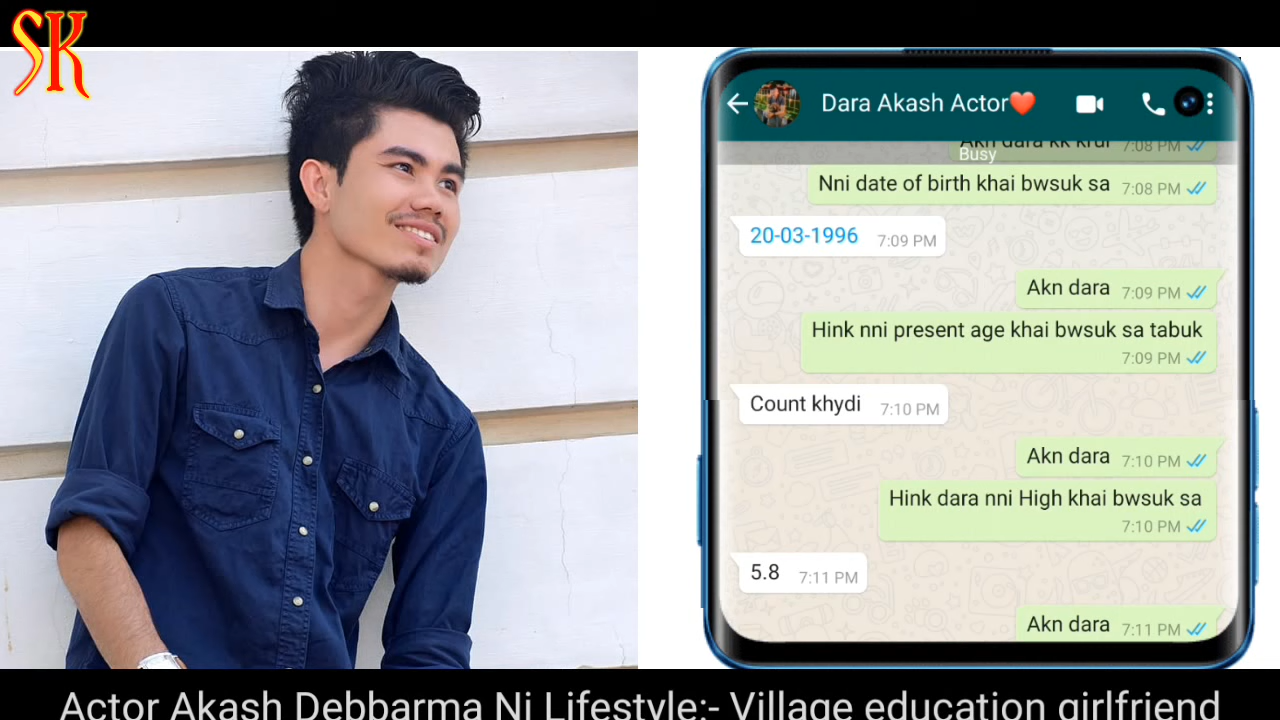 SK
Dara Akash Actor❤️
Akn dara kk krui 7:08 PM
Busy
Nni date of birth khai bwsuk sa 7:08 PM
20-03-1996 7:09 PM
Akn dara 7:09 PM
Hink nni present age khai bwsuk sa tabuk
7:09 PM
Count khydi 7:10 PM
Akn dara 7:10 PM
Hink dara nni High khai bwsuk sa
7:10 PM
5.8 7:11 PM
Akn dara 7:11 PM
Actor Akash Debbarma Ni Lifestyle:- Village education girlfriend